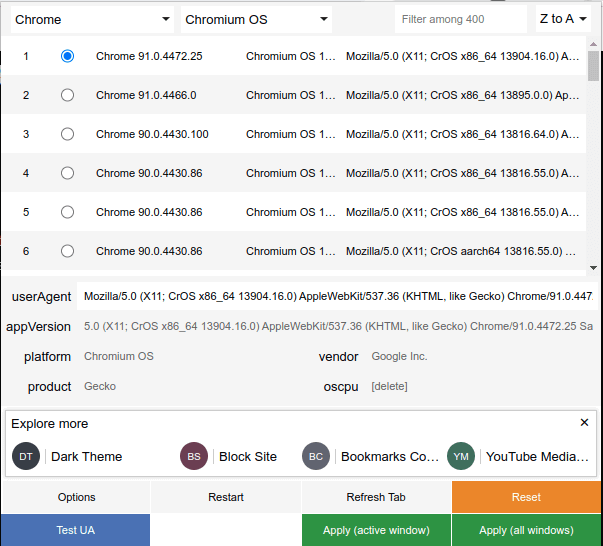 Chrome Chromium OS Filter among 400 Z to A
1 Chrome 91.0.4472.25 Chromium OS 1... Mozilla/5.0 (X11; CrOS x86_64 13904.16.0) A...
2 Chrome 91.0.4466.0 Chromium OS 1... Mozilla/5.0 (X11; CrOS x86_64 13895.0.0) Ap...
3 Chrome 90.0.4430.100 Chromium OS 1... Mozilla/5.0 (X11; CrOS x86_64 13816.64.0) A...
4 Chrome 90.0.4430.86 Chromium OS 1... Mozilla/5.0 (X11; CrOS x86_64 13816.55.0) A...
5 Chrome 90.0.4430.86 Chromium OS 1... Mozilla/5.0 (X11; CrOS x86_64 13816.55.0) A...
6 Chrome 90.0.4430.86 Chromium OS 1... Mozilla/5.0 (X11; CrOS aarch64 13816.55.0) ...
userAgent Mozilla/5.0 (X11; CrOS x86_64 13904.16.0) AppleWebKit/537.36 (KHTML, like Gecko) Chrome/91.0.447
appVersion 5.0 (X11; CrOS x86_64 13904.16.0) AppleWebKit/537.36 (KHTML, like Gecko) Chrome/91.0.4472.25 Sa
platform Chromium OS vendor Google Inc.
product Gecko oscpu [delete]
Explore more ×
DT Dark Theme BS Block Site BC Bookmarks Co... YM YouTube Media...
Options Restart Refresh Tab Reset
Test UA Apply (active window) Apply (all windows)